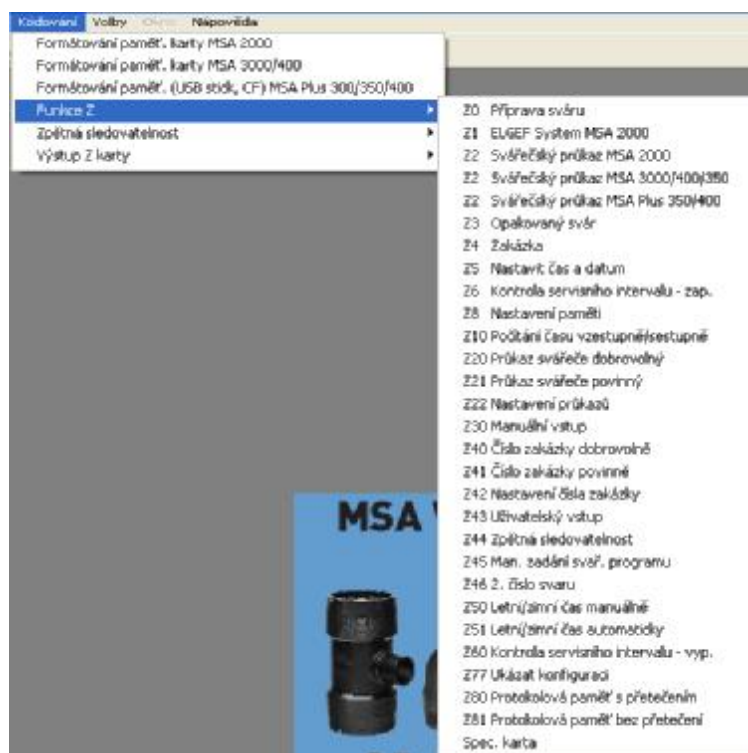 Kódování Volby Okno Nápověda
Formátování paměť. karty MSA 2000
Formátování paměť. karty MSA 3000/400
Formátování paměť. (USB stick, CF) MSA Plus 300/350/400
Funkce Z
Zpětná sledovatelnost
Výstup Z karty
Z0 Příprava sváru
Z1 ELGEF System MSA 2000
Z2 Svářečský průkaz MSA 2000
Z2 Svářečský průkaz MSA 3000/400/350
Z2 Svářečský průkaz MSA Plus 350/400
Z3 Opakovaný svár
Z4 Zakázka
Z5 Nastavit čas a datum
Z6 Kontrola servisního intervalu - zap.
Z8 Nastavení paměti
Z10 Počítání času vzestupně/sestupně
Z20 Průkaz svářeče dobrovolný
Z21 Průkaz svářeče povinný
Z22 Nastavení průkazů
Z30 Manuální vstup
Z40 Číslo zakázky dobrovolně
Z41 Číslo zakázky povinné
Z42 Nastavení čísla zakázky
Z43 Uživatelský vstup
Z44 Zpětná sledovatelnost
Z45 Man. zadání svař. programu
Z46 2. číslo svaru
Z50 Letní/zimní čas manuálně
Z51 Letní/zimní čas automaticky
Z60 Kontrola servisního intervalu - vyp.
Z77 Ukázat konfiguraci
Z80 Protokolová paměť s přetečením
Z81 Protokolová paměť bez přetečení
Spec. karta
MSA